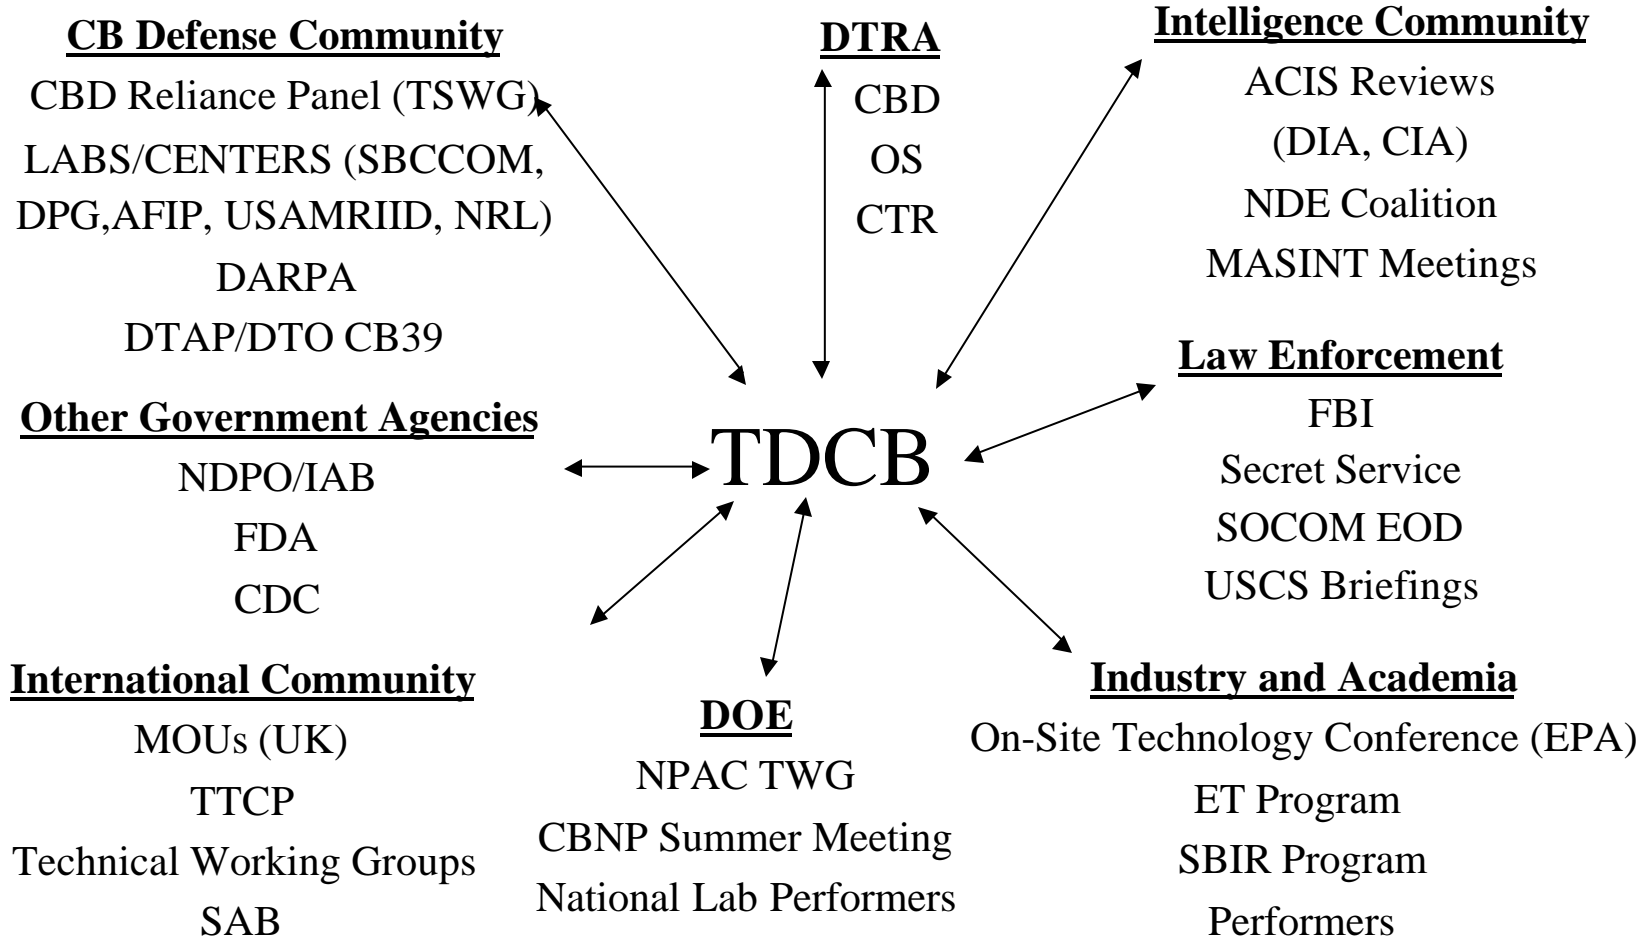 CB Defense Community
CBD Reliance Panel (TSWG)
LABS/CENTERS (SBCCOM,
DPG,AFIP, USAMRIID, NRL)
DARPA
DTAP/DTO CB39
DTRA
CBD
OS
CTR
Intelligence Community
ACIS Reviews
(DIA, CIA)
NDE Coalition
MASINT Meetings
Other Government Agencies
NDPO/IAB
FDA
CDC
TDCB
Law Enforcement
FBI
Secret Service
SOCOM EOD
USCS Briefings
International Community
MOUs (UK)
TTCP
Technical Working Groups
SAB
DOE
NPAC TWG
CBNP Summer Meeting
National Lab Performers
Industry and Academia
On-Site Technology Conference (EPA)
ET Program
SBIR Program
Performers